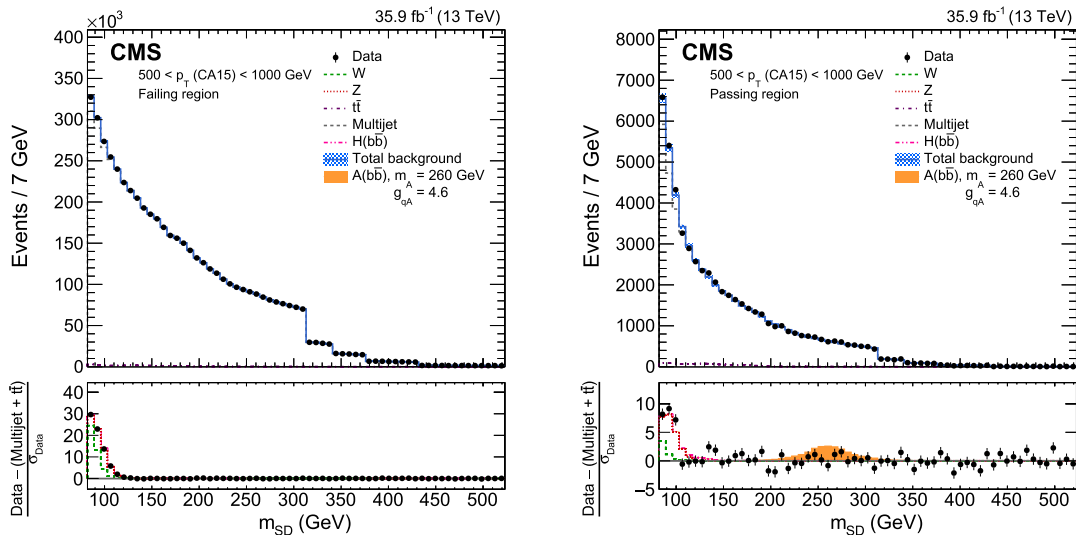 35.9 fb⁻¹ (13 TeV)
×10³
CMS
500 < p_T (CA15) < 1000 GeV
Failing region
Data
W
Z
tt̄
Multijet
H(bb̄)
Total background
A(bb̄), m_A = 260 GeV
g_qA = 4.6
Events / 7 GeV
400
350
300
250
200
150
100
50
0
Data − (Multijet + tt̄)
σ_Data
40
30
20
10
0
100 150 200 250 300 350 400 450 500
m_SD (GeV)
35.9 fb⁻¹ (13 TeV)
CMS
500 < p_T (CA15) < 1000 GeV
Passing region
Data
W
Z
tt̄
Multijet
H(bb̄)
Total background
A(bb̄), m_A = 260 GeV
g_qA = 4.6
Events / 7 GeV
8000
7000
6000
5000
4000
3000
2000
1000
0
Data − (Multijet + tt̄)
σ_Data
10
5
0
−5
100 150 200 250 300 350 400 450 500
m_SD (GeV)